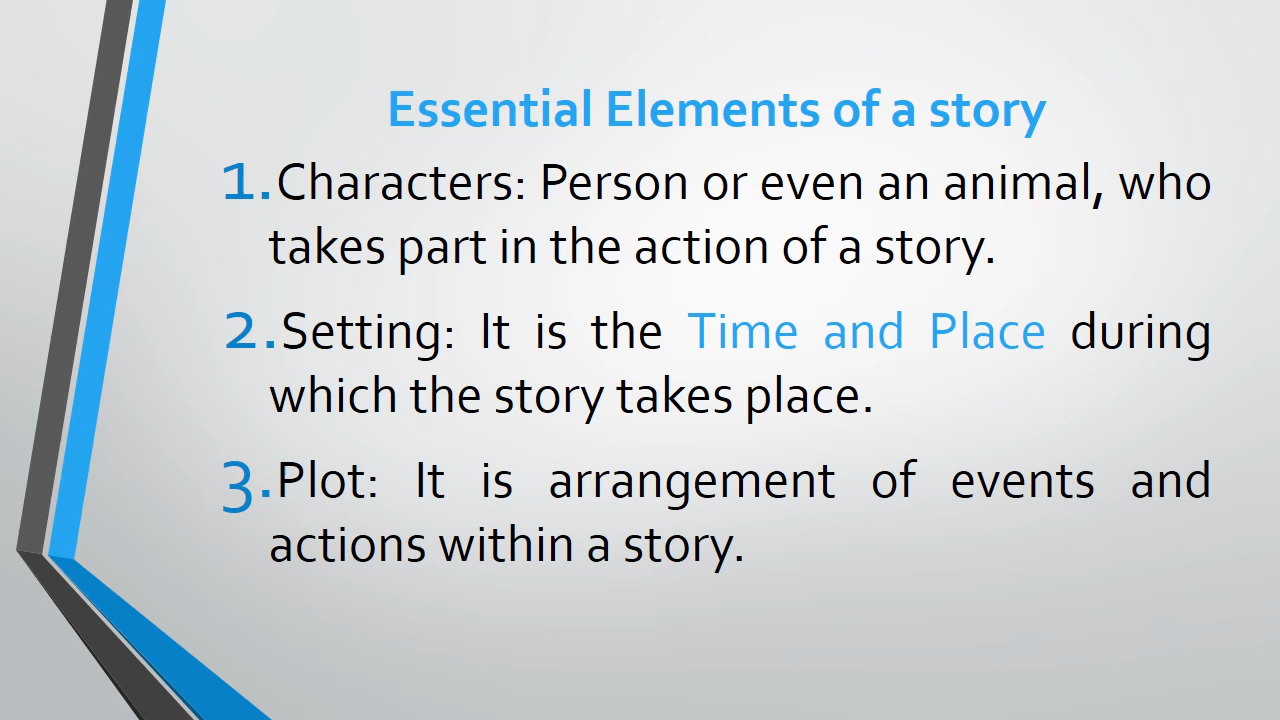 Essential Elements of a story
1.Characters: Person or even an animal, who
takes part in the action of a story.
2.Setting: It is the Time and Place during
which the story takes place.
3.Plot: It is arrangement of events and
actions within a story.